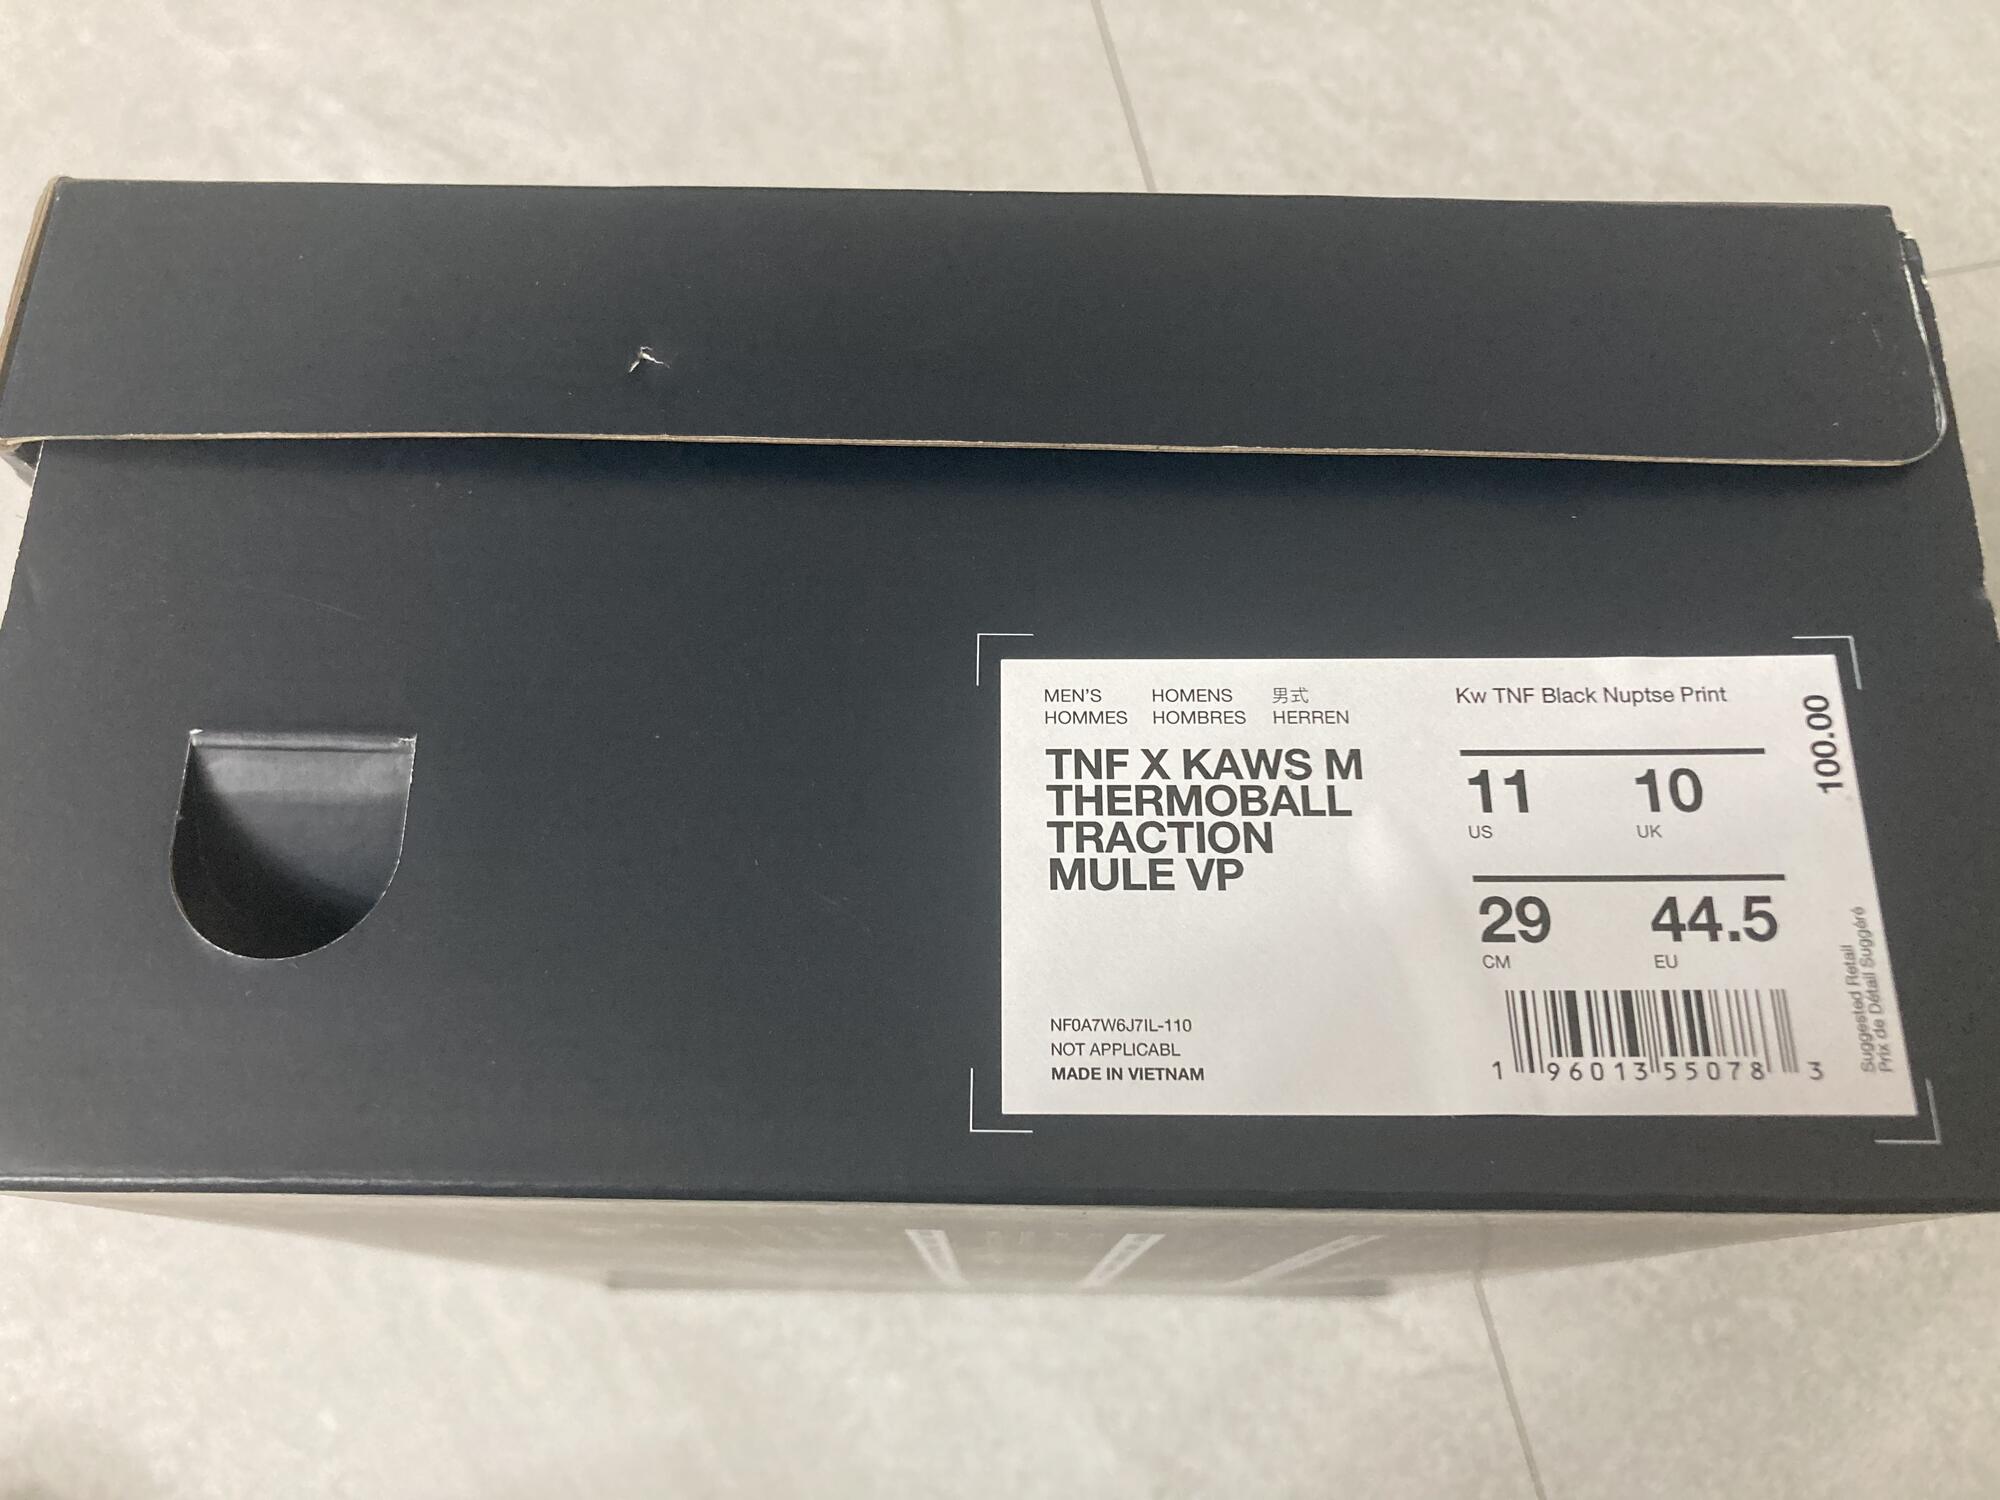 MEN'S HOMENS 男式
HOMMES HOMBRES HERREN
TNF X KAWS M
THERMOBALL
TRACTION
MULE VP
NF0A7W6J7IL-110
NOT APPLICABL
MADE IN VIETNAM
Kw TNF Black Nuptse Print
11 10
US UK
29 44.5
CM EU
1 96013 55078 3
100.00
Suggested Retail
Prix de Détail Suggéré